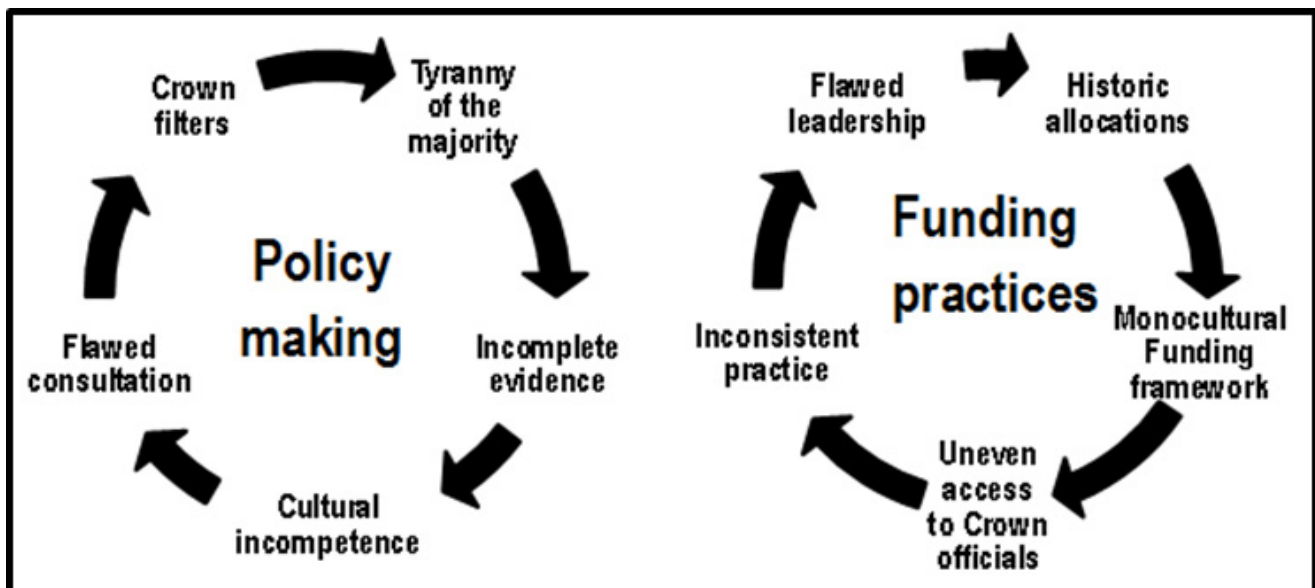 Crown
filters
Tyranny
of the
majority
Policy
making
Incomplete
evidence
Cultural
incompetence
Flawed
consultation
Flawed
leadership
Historic
allocations
Funding
practices
Monocultural
Funding
framework
Uneven
access
to Crown
officials
Inconsistent
practice